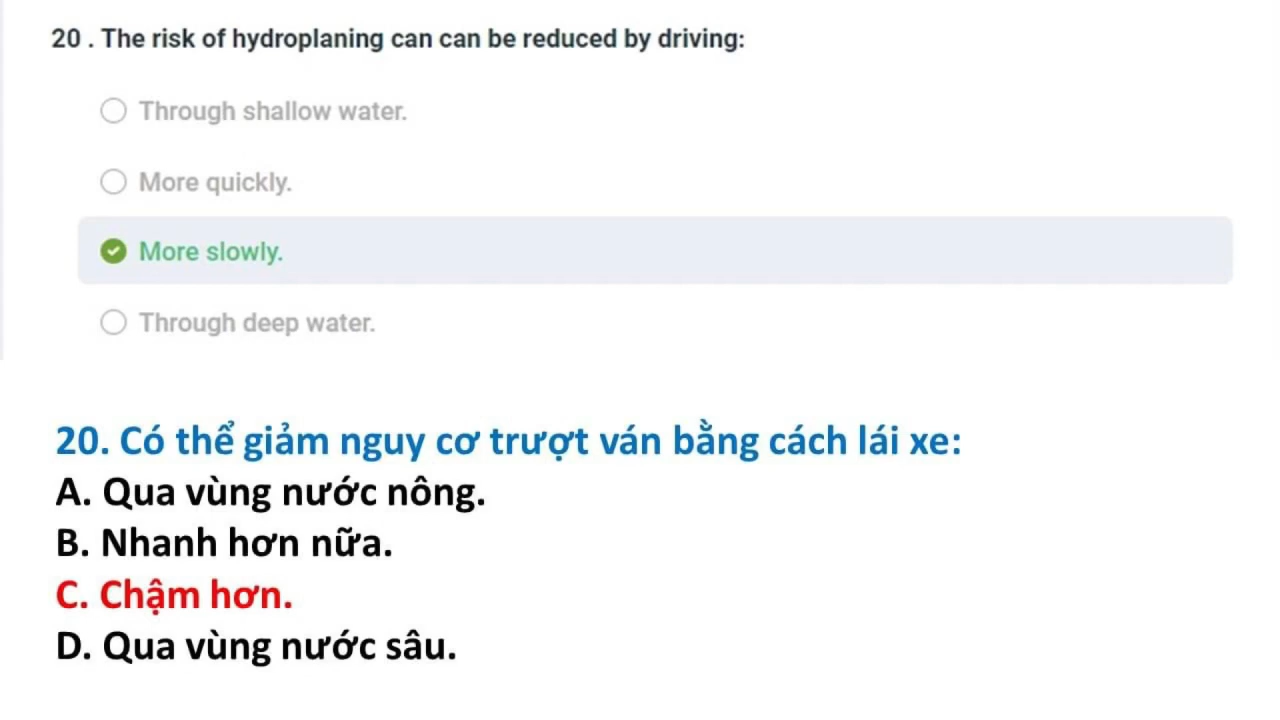 20 . The risk of hydroplaning can can be reduced by driving:
Through shallow water.
More quickly.
More slowly.
Through deep water.
20. Có thể giảm nguy cơ trượt ván bằng cách lái xe:
A. Qua vùng nước nông.
B. Nhanh hơn nữa.
C. Chậm hơn.
D. Qua vùng nước sâu.